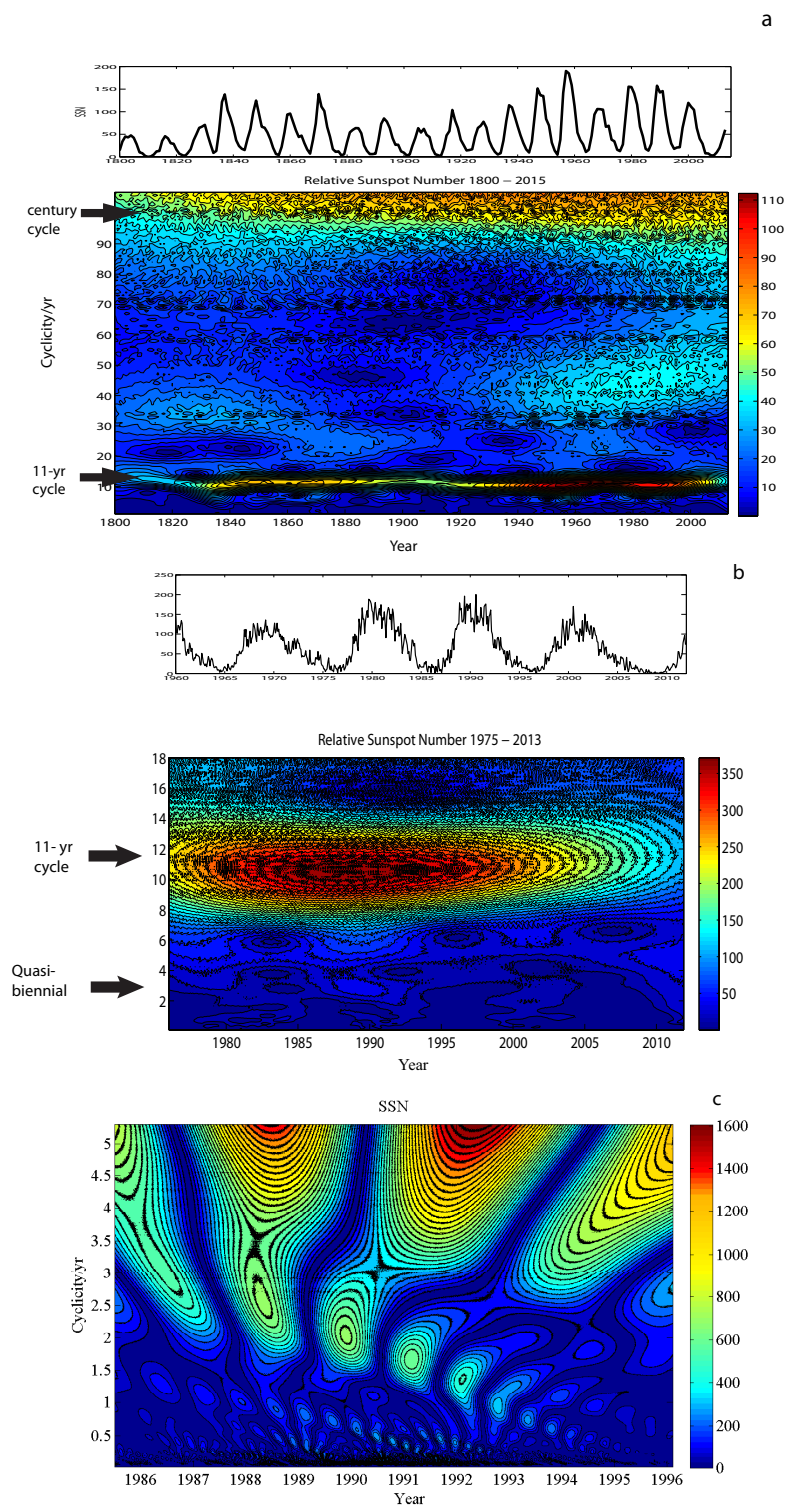 a
200
150
SSN
100
50
0
1800 1820 1840 1860 1880 1900 1920 1940 1960 1980 2000
Relative Sunspot Number 1800 – 2015
century
cycle
Cyclicity/yr
90
80
70
60
50
40
30
20
11-yr
cycle
10
110
100
90
80
70
60
50
40
30
20
10
1800 1820 1840 1860 1880 1900 1920 1940 1960 1980 2000
Year
b
250
200
150
100
50
0
1960 1965 1970 1975 1980 1985 1990 1995 2000 2005 2010
Relative Sunspot Number 1975 – 2013
18
16
14
12
10
8
6
4
2
11- yr
cycle
Quasi-
biennial
350
300
250
200
150
100
50
1980 1985 1990 1995 2000 2005 2010
Year
c
SSN
Cyclicity/yr
5
4.5
4
3.5
3
2.5
2
1.5
1
0.5
1600
1400
1200
1000
800
600
400
200
0
1986 1987 1988 1989 1990 1991 1992 1993 1994 1995 1996
Year